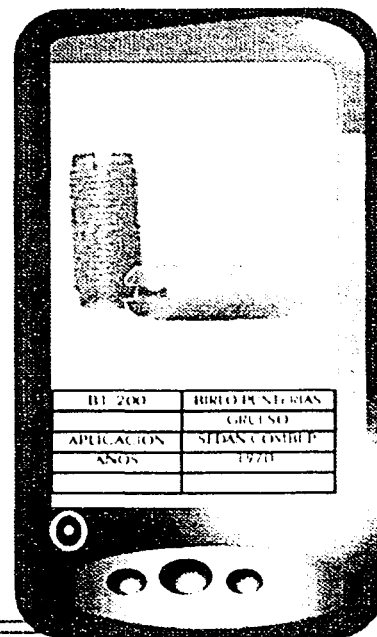 BT 200 BIRLO PUNTERIAS
GRUESO
APLICACION SEDAN COMBI E.P.
AÑOS 1970